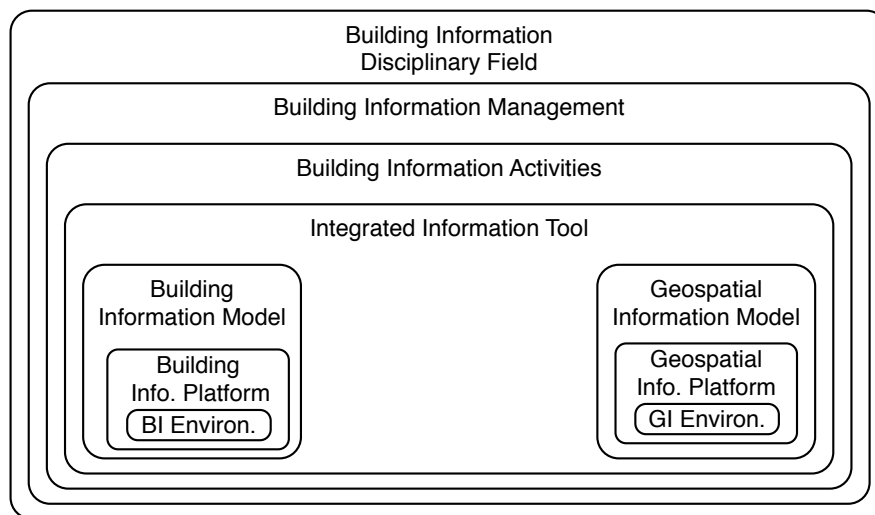 Building Information
Disciplinary Field
Building Information Management
Building Information Activities
Integrated Information Tool
Building
Information Model
Building
Info. Platform
BI Environ.
Geospatial
Information Model
Geospatial
Info. Platform
GI Environ.